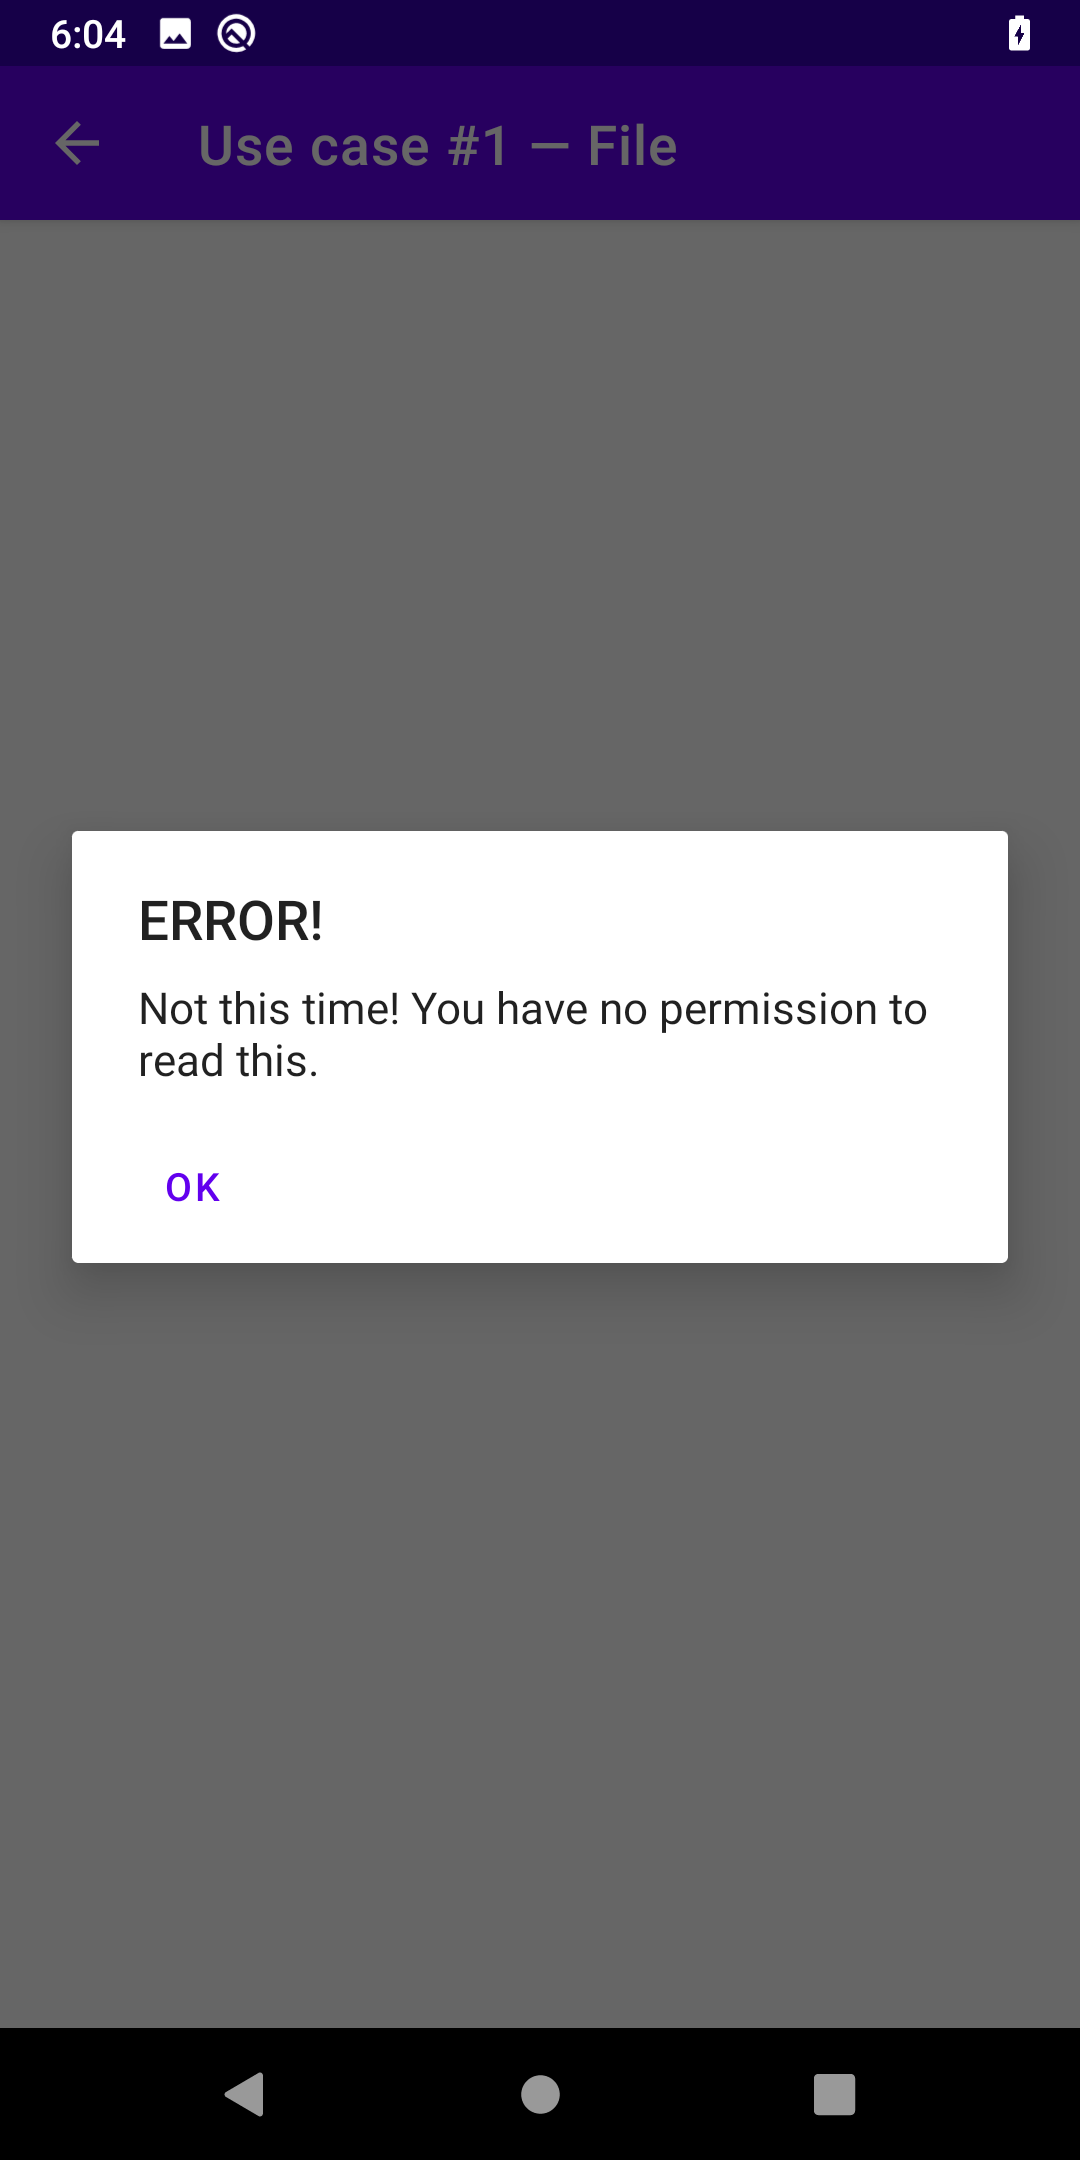 6:04
Use case #1 — File
ERROR!
Not this time! You have no permission to
read this.
OK